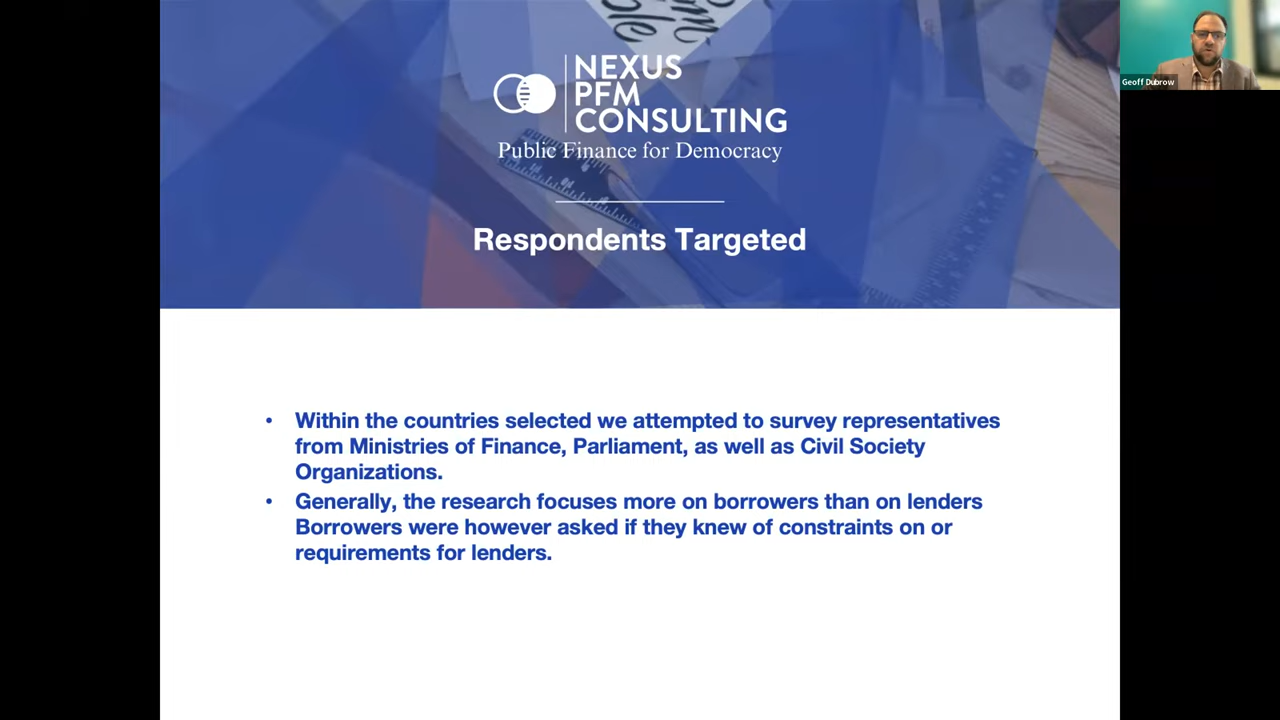 NEXUS
PFM
CONSULTING
Public Finance for Democracy
Geoff Dubrow
Respondents Targeted
• Within the countries selected we attempted to survey representatives
from Ministries of Finance, Parliament, as well as Civil Society
Organizations.
• Generally, the research focuses more on borrowers than on lenders
Borrowers were however asked if they knew of constraints on or
requirements for lenders.